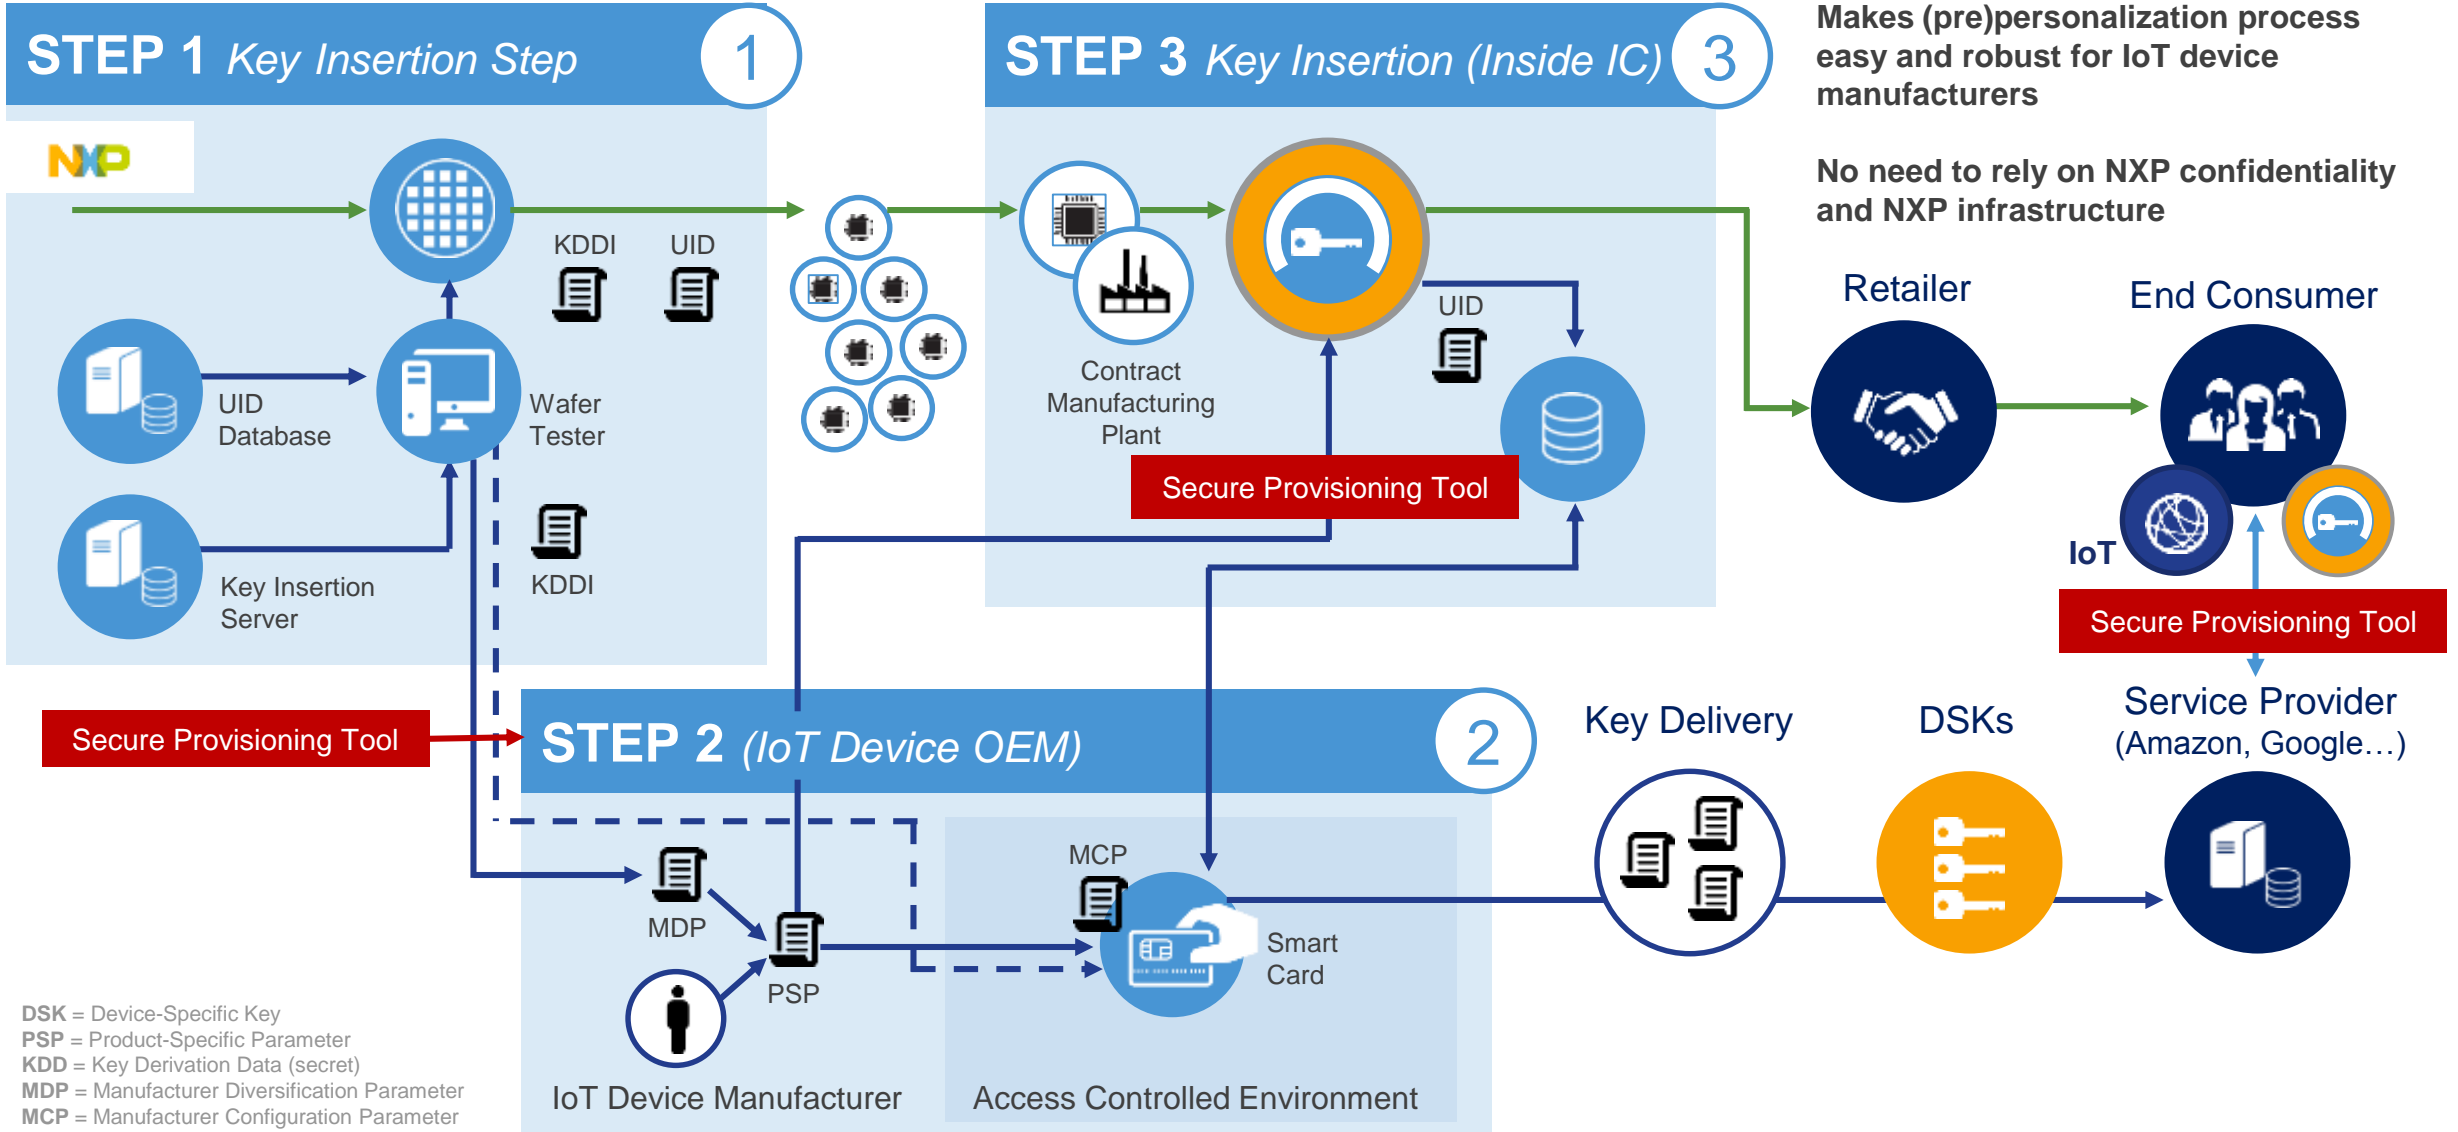 STEP 1 Key Insertion Step
1
NXP
KDDI
UID
UID
Database
Wafer
Tester
Key Insertion
Server
KDDI
STEP 3 Key Insertion (Inside IC)
3
Contract
Manufacturing
Plant
UID
Secure Provisioning Tool
Makes (pre)personalization process
easy and robust for IoT device
manufacturers
No need to rely on NXP confidentiality
and NXP infrastructure
Retailer
End Consumer
IoT
Secure Provisioning Tool
Secure Provisioning Tool
STEP 2 (IoT Device OEM)
2
MDP
PSP
MCP
Smart
Card
IoT Device Manufacturer
Access Controlled Environment
Key Delivery
DSKs
Service Provider
(Amazon, Google…)
DSK = Device-Specific Key
PSP = Product-Specific Parameter
KDD = Key Derivation Data (secret)
MDP = Manufacturer Diversification Parameter
MCP = Manufacturer Configuration Parameter